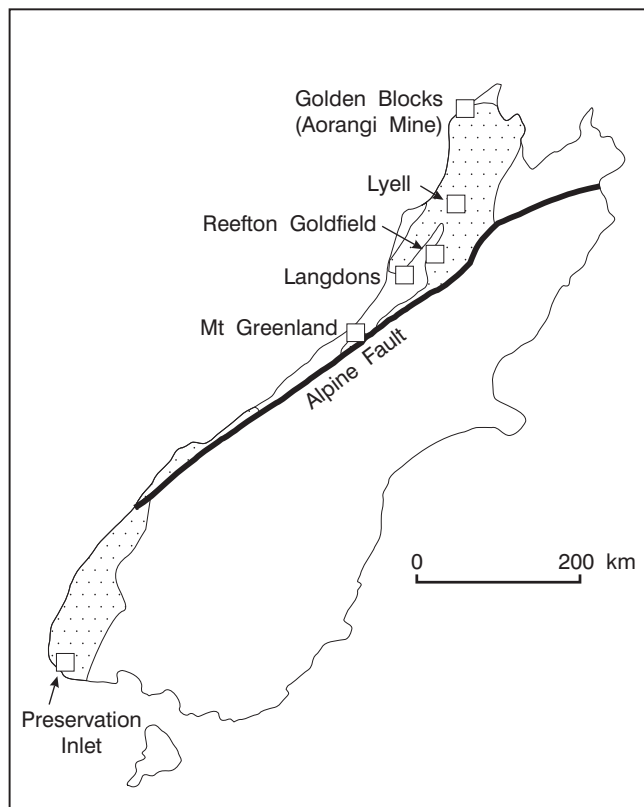 Golden Blocks
(Aorangi Mine)
Lyell
Reefton Goldfield
Langdons
Mt Greenland
Alpine Fault
0 200 km
Preservation
Inlet